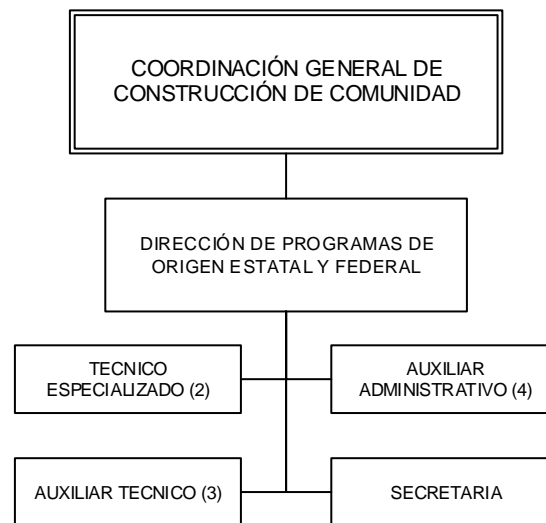 COORDINACIÓN GENERAL DE
CONSTRUCCIÓN DE COMUNIDAD
DIRECCIÓN DE PROGRAMAS DE
ORIGEN ESTATAL Y FEDERAL
TECNICO
ESPECIALIZADO (2)
AUXILIAR
ADMINISTRATIVO (4)
AUXILIAR TECNICO (3)
SECRETARIA